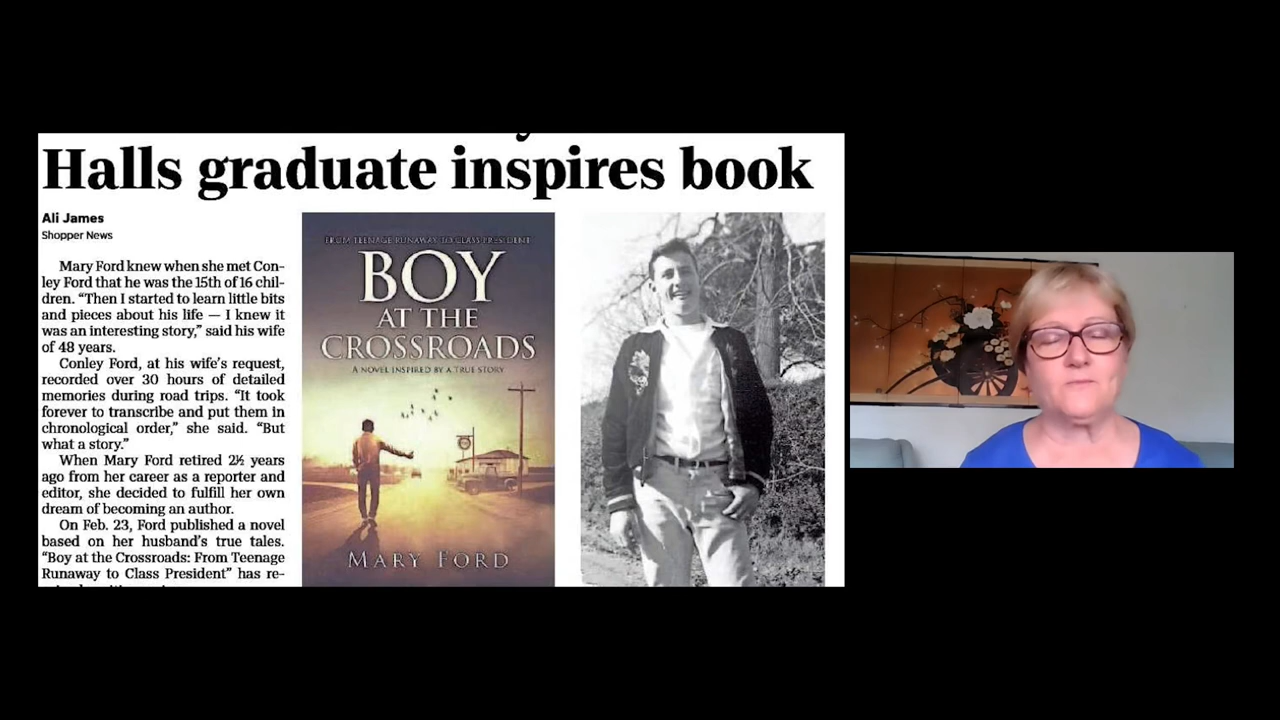 Halls graduate inspires book
Ali James
Shopper News
Mary Ford knew when she met Con-
ley Ford that he was the 15th of 16 chil-
dren. “Then I started to learn little bits
and pieces about his life — I knew it
was an interesting story,” said his wife
of 48 years.
Conley Ford, at his wife’s request,
recorded over 30 hours of detailed
memories during road trips. “It took
forever to transcribe and put them in
chronological order,” she said. “But
what a story.”
When Mary Ford retired 2½ years
ago from her career as a reporter and
editor, she decided to fulfill her own
dream of becoming an author.
On Feb. 23, Ford published a novel
based on her husband’s true tales.
“Boy at the Crossroads: From Teenage
Runaway to Class President” has re-
FROM TEENAGE RUNAWAY TO CLASS PRESIDENT
BOY
AT THE
CROSSROADS
A NOVEL INSPIRED BY A TRUE STORY
MARY FORD